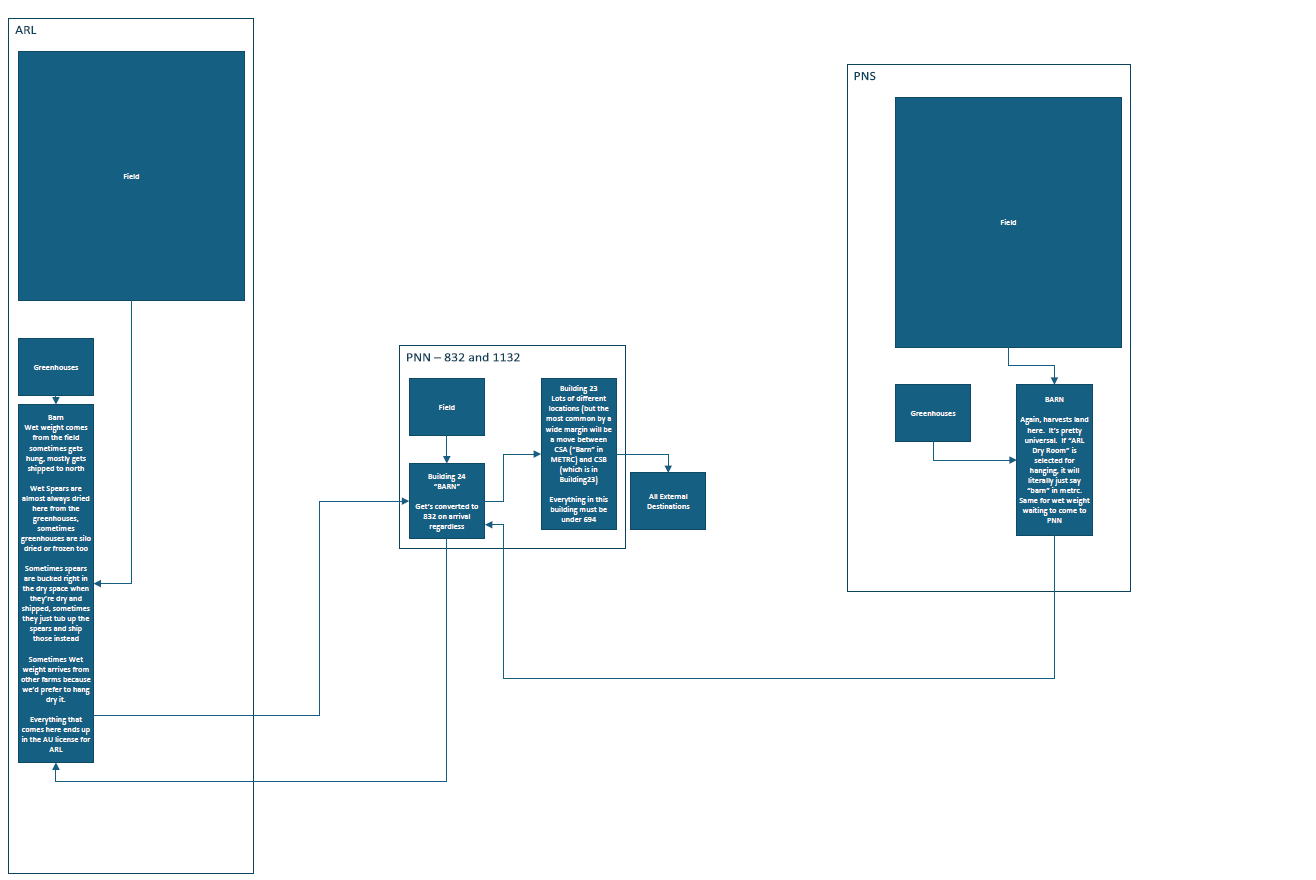 ARL
Field
Greenhouses
Barn
Wet weight comes
from the field
sometimes gets
hung, mostly gets
shipped to north
Wet Spears are
almost always dried
here from the
greenhouses,
sometimes
greenhouses are silo
dried or frozen too
Sometimes spears
are bucked right in
the dry space when
they're dry and
shipped, sometimes
they just tub up the
spears and ship
those instead
Sometimes Wet
weight arrives from
other farms because
we'd prefer to hang
dry it.
Everything that
comes here ends up
in the AU license for
ARL
PNN – 832 and 1132
Field
Building 24
"BARN"
Get's converted to
832 on arrival
regardless
Building 23
Lots of different
locations (but the
most common by a
wide margin will be
a move between
CSA ("Barn" in
METRC) and CSB
(which is in
Building23)
Everything in this
building must be
under 694
All External
Destinations
PNS
Field
Greenhouses
BARN
Again, harvests land
here. It's pretty
universal. If "ARL
Dry Room" is
selected for
hanging, it will
literally just say
"barn" in metrc.
Same for wet weight
waiting to come to
PNN